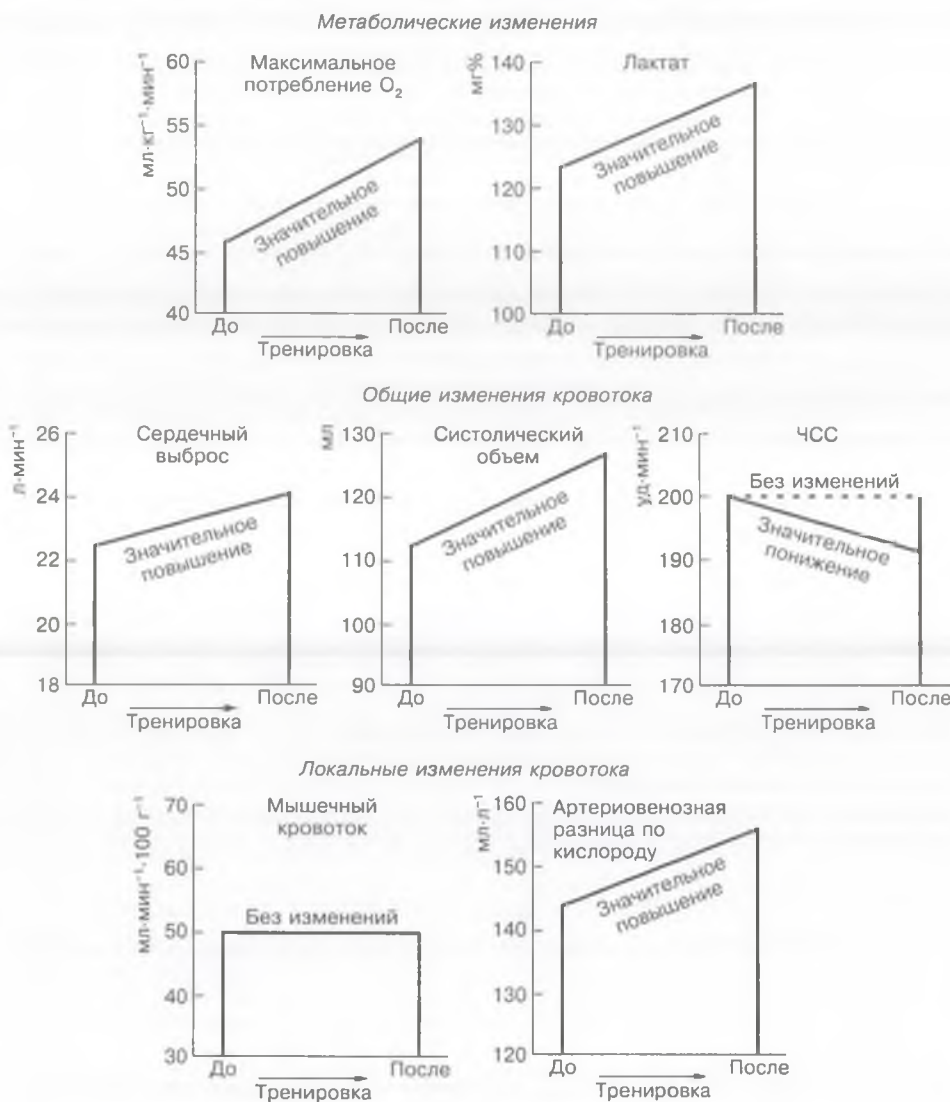 Метаболические изменения
Максимальное
потребление O₂
мл·кг⁻¹·мин⁻¹
60
55
50
45
40
Значительное
повышение
До
После
Тренировка
Лактат
мг%
140
130
120
110
100
Значительное
повышение
До
После
Тренировка
Общие изменения кровотока
Сердечный
выброс
л·мин⁻¹
26
24
22
20
18
Значительное
повышение
До
После
Тренировка
Систолический
объем
мл
130
120
110
100
90
Значительное
повышение
До
После
Тренировка
ЧСС
уд·мин⁻¹
210
200
190
180
170
Без изменений
Значительное
понижение
До
После
Тренировка
Локальные изменения кровотока
Мышечный
кровоток
мл·мин⁻¹·100 г⁻¹
70
60
50
40
30
Без изменений
До
После
Тренировка
Артериовенозная
разница по
кислороду
мл·л⁻¹
160
150
140
130
120
Значительное
повышение
До
После
Тренировка